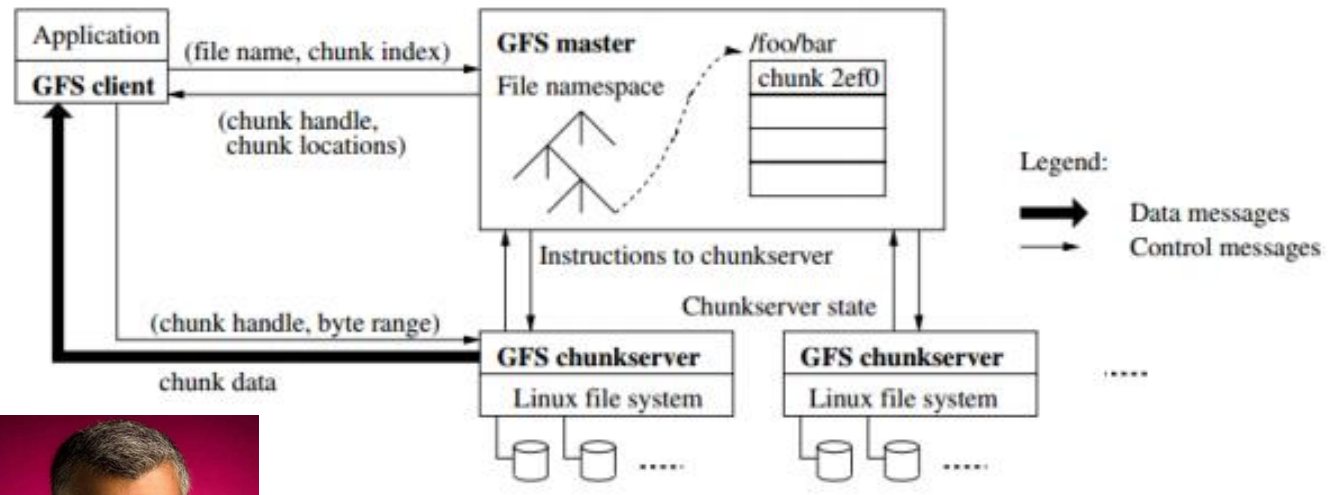 Application
GFS client
(file name, chunk index)
(chunk handle,
chunk locations)
GFS master
File namespace
/foo/bar
chunk 2ef0
Legend:
Data messages
Control messages
Instructions to chunkserver
Chunkserver state
(chunk handle, byte range)
chunk data
GFS chunkserver
Linux file system
GFS chunkserver
Linux file system